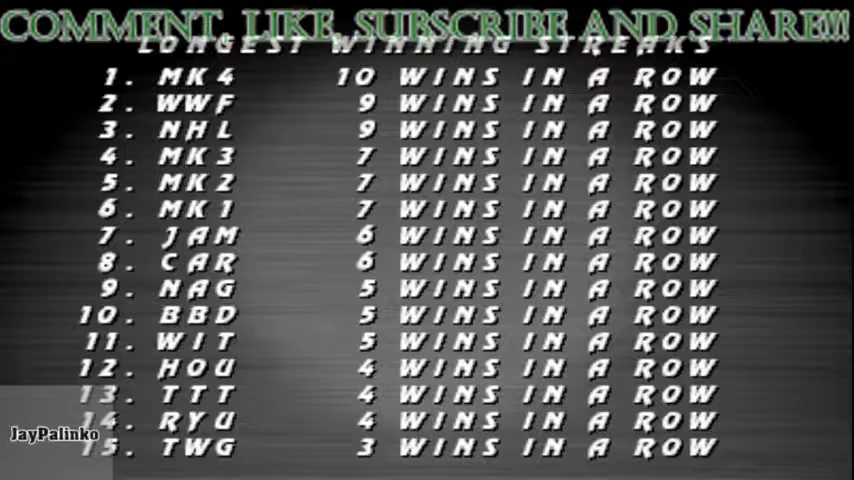 COMMENT, LIKE, SUBSCRIBE AND SHARE!!!
LONGEST WINNING STREAKS
1. MK4 10 WINS IN A ROW
2. WWF 9 WINS IN A ROW
3. NHL 9 WINS IN A ROW
4. MK3 7 WINS IN A ROW
5. MK2 7 WINS IN A ROW
6. MK1 7 WINS IN A ROW
7. JAM 6 WINS IN A ROW
8. CAR 6 WINS IN A ROW
9. NAG 5 WINS IN A ROW
10. BBD 5 WINS IN A ROW
11. WIT 5 WINS IN A ROW
12. HOU 4 WINS IN A ROW
13. TTT 4 WINS IN A ROW
14. RYU 4 WINS IN A ROW
JayPalinko
15. TWG 3 WINS IN A ROW